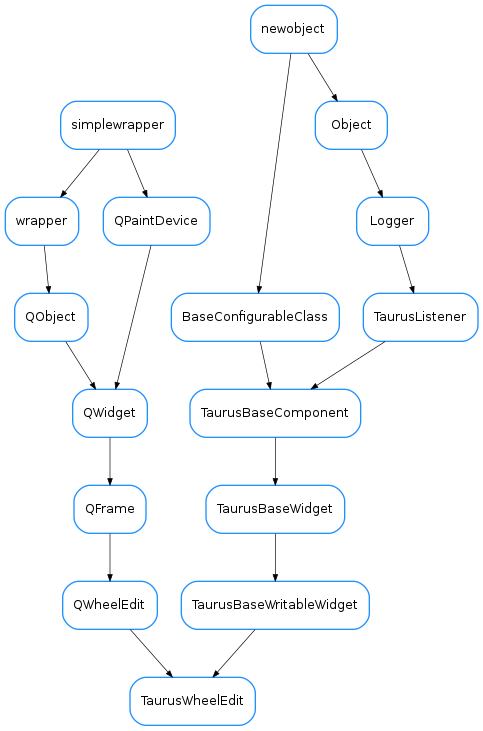 newobject
simplewrapper
Object
wrapper
QPaintDevice
Logger
QObject
BaseConfigurableClass
TaurusListener
QWidget
TaurusBaseComponent
QFrame
TaurusBaseWidget
QWheelEdit
TaurusBaseWritableWidget
TaurusWheelEdit